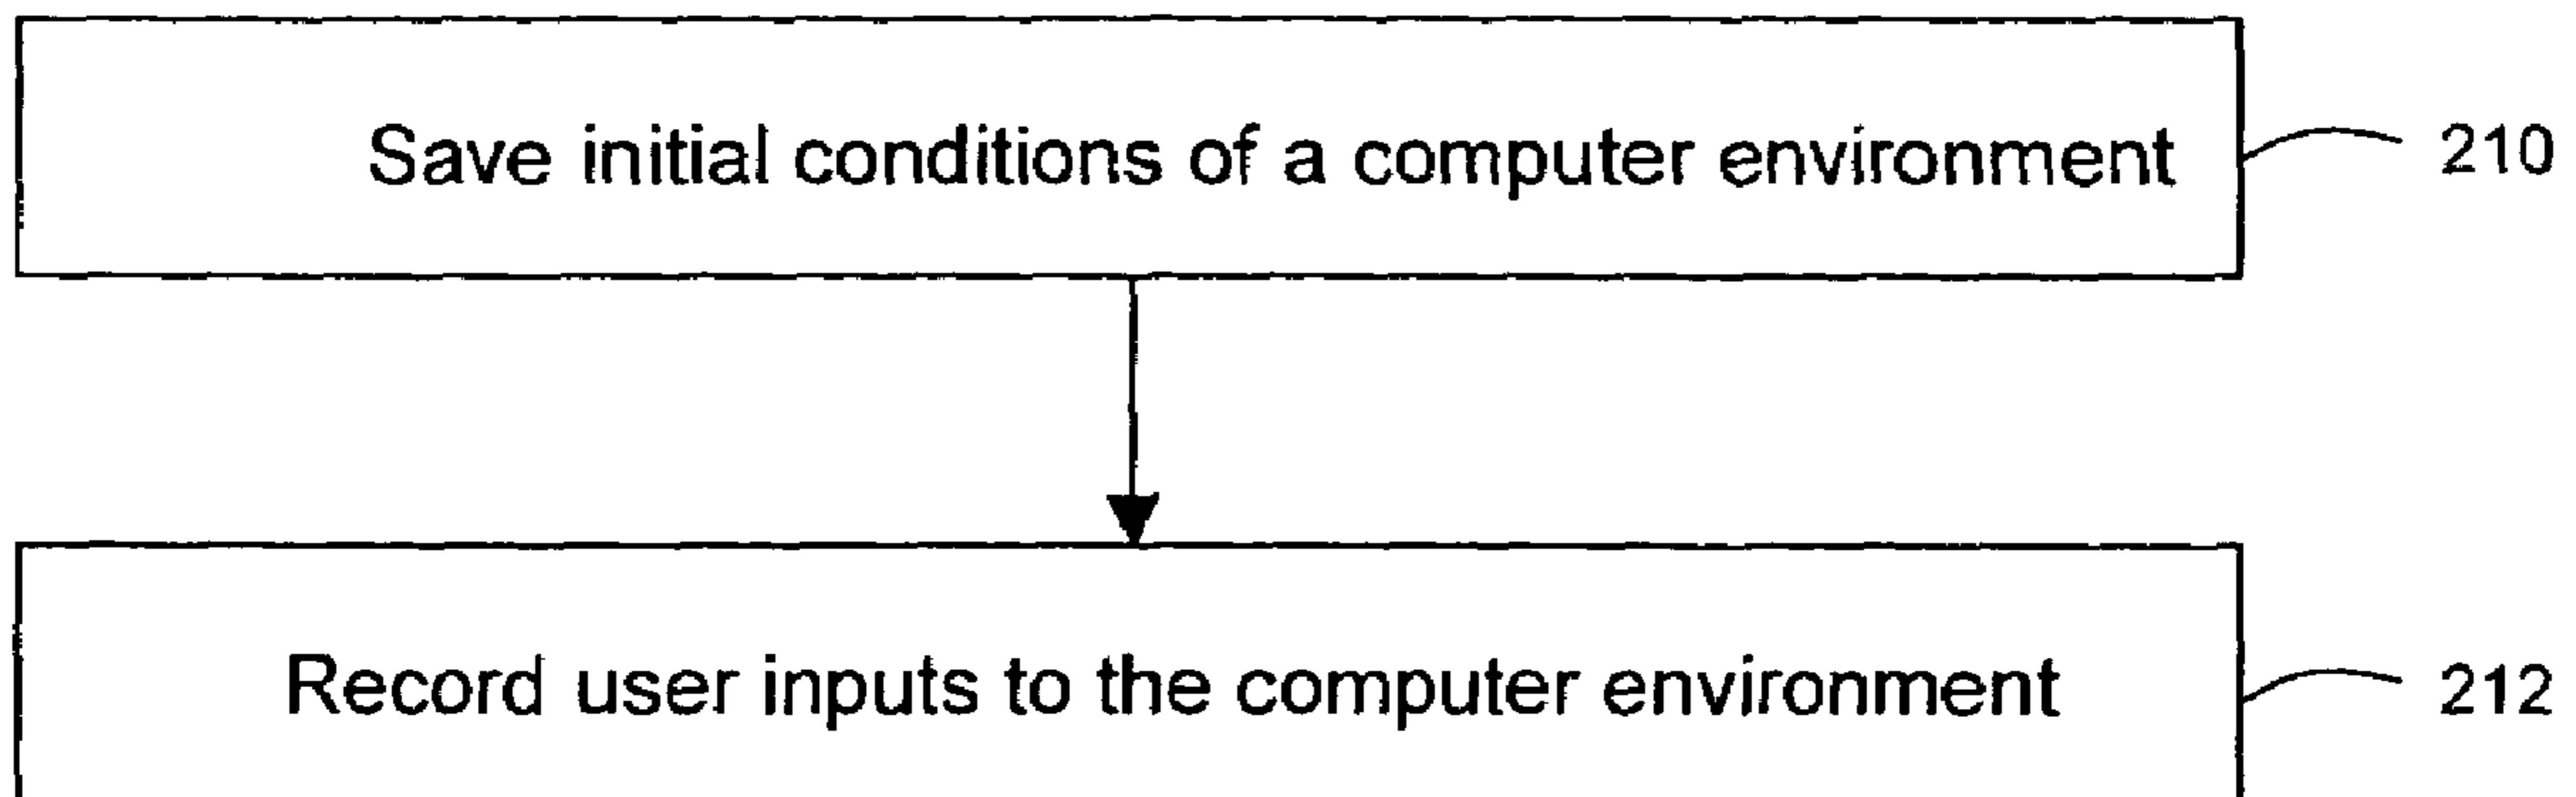 Save initial conditions of a computer environment
210
Record user inputs to the computer environment
212